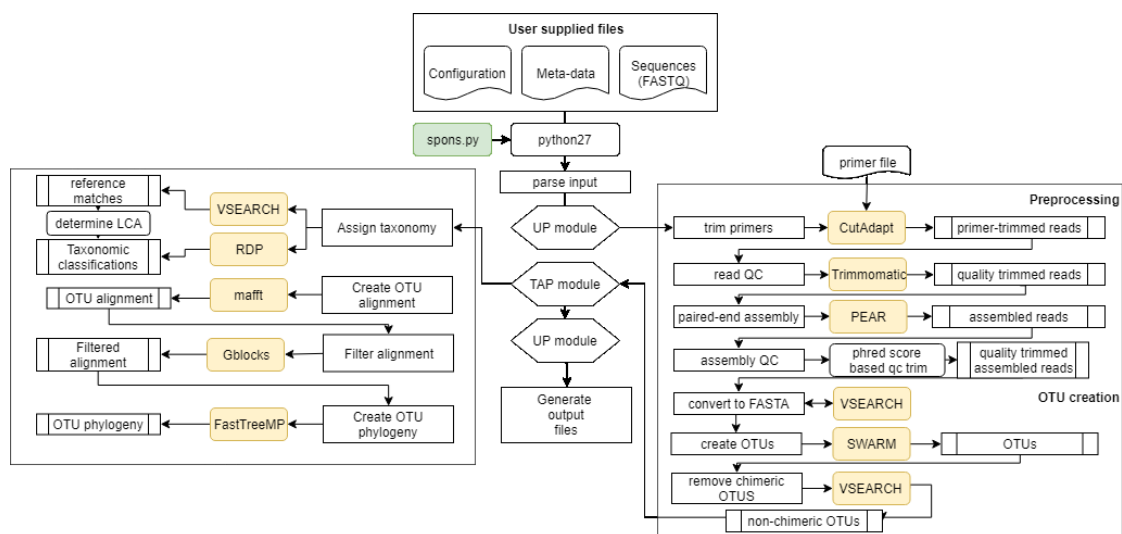 User supplied files
Configuration
Meta-data
Sequences
(FASTQ)
spons.py
python27
parse input
UP module
TAP module
UP module
Generate
output
files
reference
matches
determine LCA
Taxonomic
classifications
VSEARCH
RDP
Assign taxonomy
OTU alignment
mafft
Create OTU
alignment
Filtered
alignment
Gblocks
Filter alignment
OTU phylogeny
FastTreeMP
Create OTU
phylogeny
primer file
Preprocessing
trim primers
CutAdapt
primer-trimmed reads
read QC
Trimmomatic
quality trimmed reads
paired-end assembly
PEAR
assembled reads
assembly QC
phred score
based qc trim
quality trimmed
assembled reads
OTU creation
convert to FASTA
VSEARCH
create OTUs
SWARM
OTUs
remove chimeric
OTUS
VSEARCH
non-chimeric OTUs